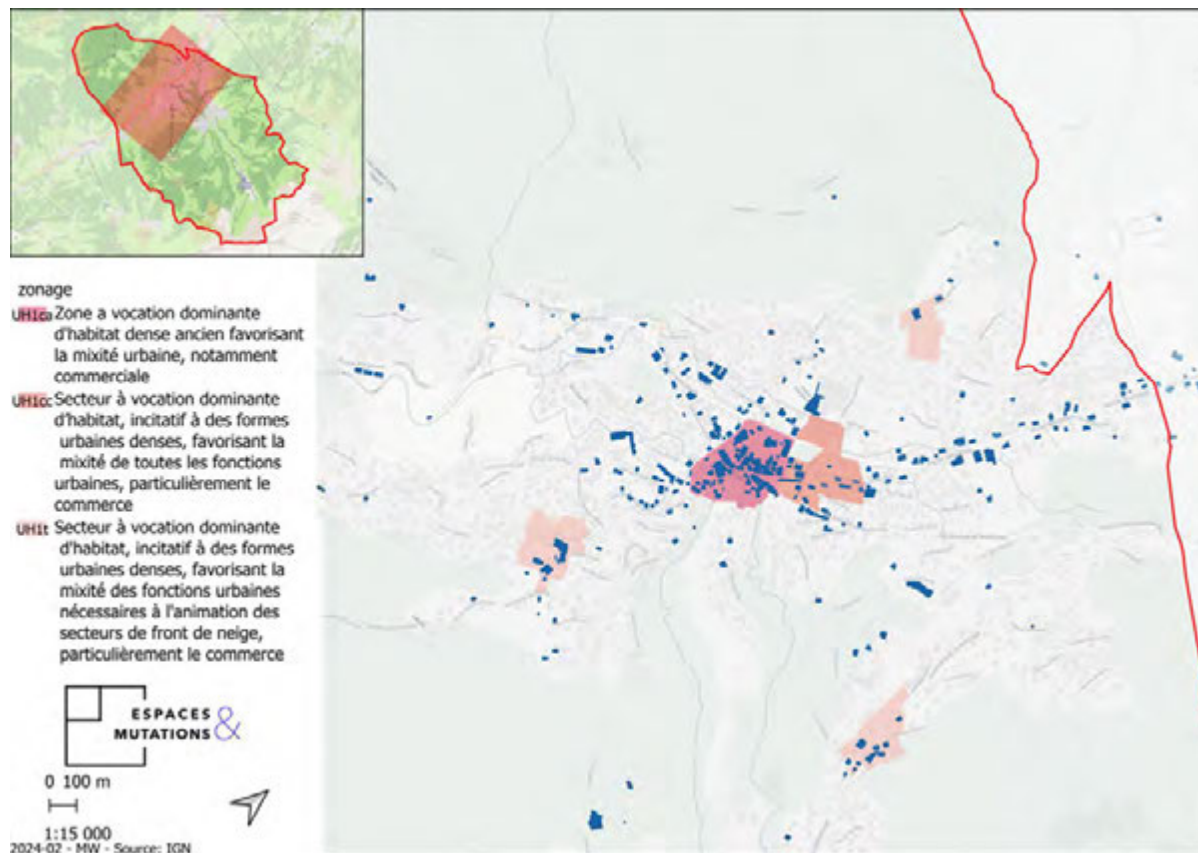 zonage
UH1ca Zone a vocation dominante
d'habitat dense ancien favorisant
la mixité urbaine, notamment
commerciale
UH1cc Secteur à vocation dominante
d'habitat, incitatif à des formes
urbaines denses, favorisant la
mixité de toutes les fonctions
urbaines, particulièrement le
commerce
UH1t Secteur à vocation dominante
d'habitat, incitatif à des formes
urbaines denses, favorisant la
mixité des fonctions urbaines
nécessaires à l'animation des
secteurs de front de neige,
particulièrement le commerce
ESPACES
MUTATIONS &
0 100 m
1:15 000
2024-02 - MW - Source: IGN